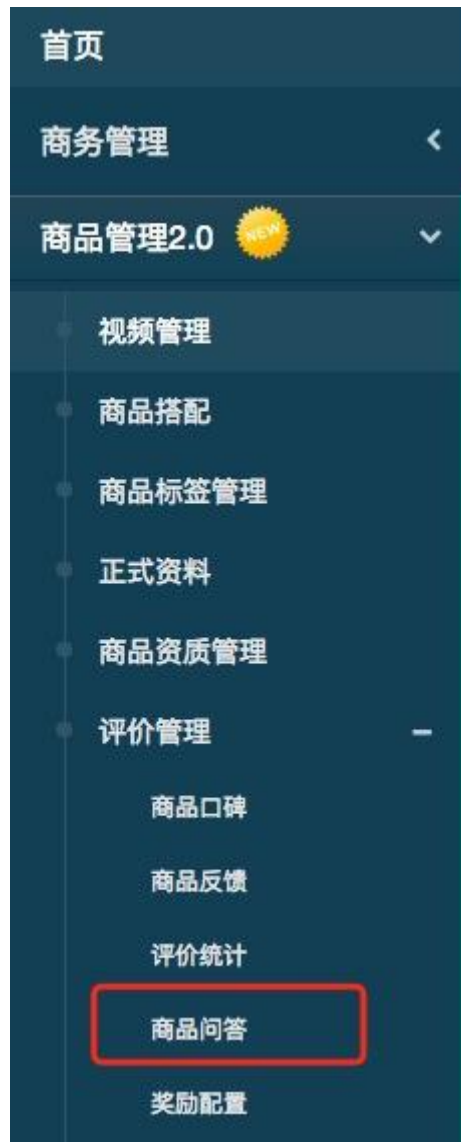 首页
商务管理
商品管理2.0 NEW
视频管理
商品搭配
商品标签管理
正式资料
商品资质管理
评价管理
商品口碑
商品反馈
评价统计
商品问答
奖励配置